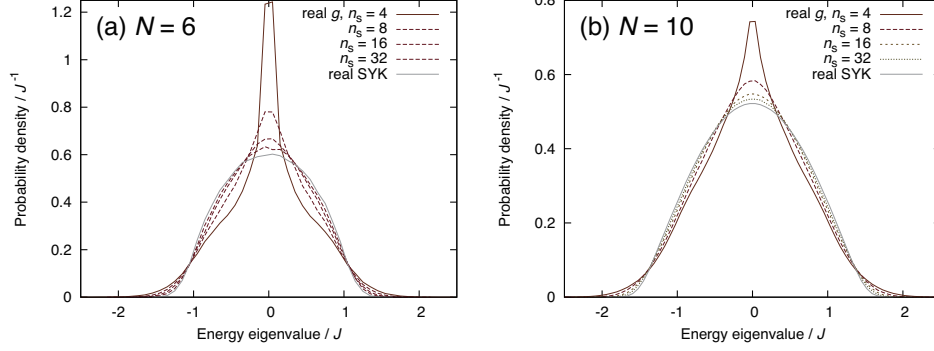 (a) N = 6
real g, nₛ = 4
nₛ = 8
nₛ = 16
nₛ = 32
real SYK
Probability density / J⁻¹
1.2
1
0.8
0.6
0.4
0.2
0
-2
-1
0
1
2
Energy eigenvalue / J
(b) N = 10
real g, nₛ = 4
nₛ = 8
nₛ = 16
nₛ = 32
real SYK
Probability density / J⁻¹
0.8
0.6
0.4
0.2
0
-2
-1
0
1
2
Energy eigenvalue / J